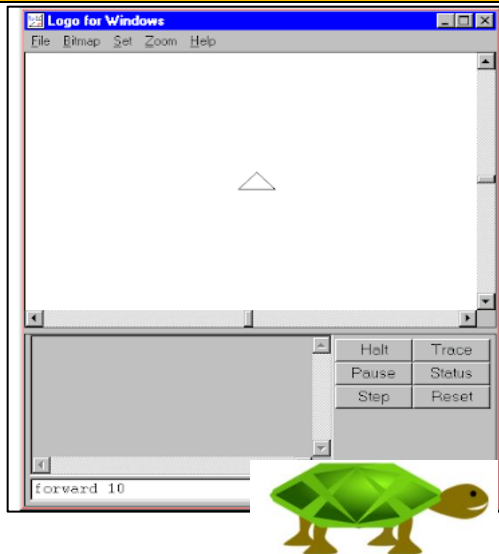 Logo for Windows
File Bitmap Set Zoom Help
Halt Trace
Pause Status
Step Reset
forward 10